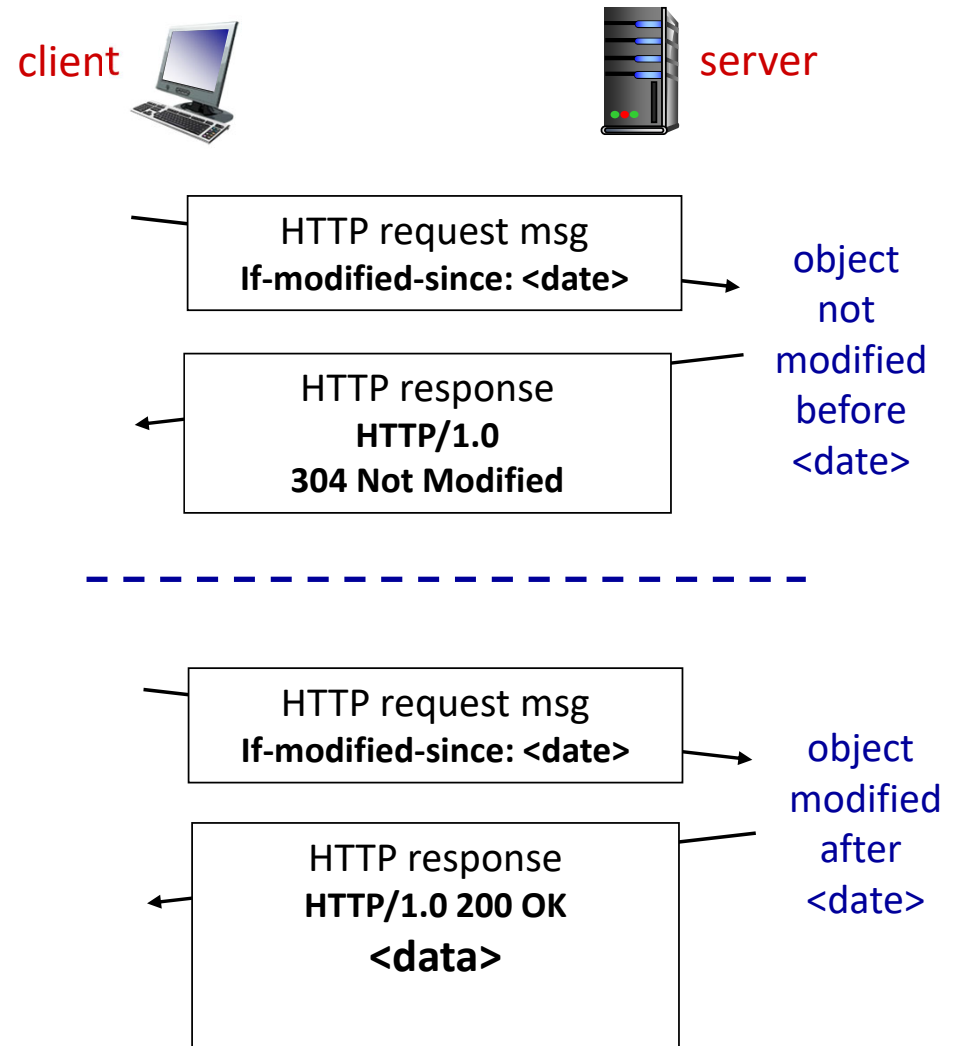 client
server
HTTP request msg
If-modified-since: <date>
object
not
modified
before
<date>
HTTP response
HTTP/1.0
304 Not Modified
HTTP request msg
If-modified-since: <date>
object
modified
after
<date>
HTTP response
HTTP/1.0 200 OK
<data>